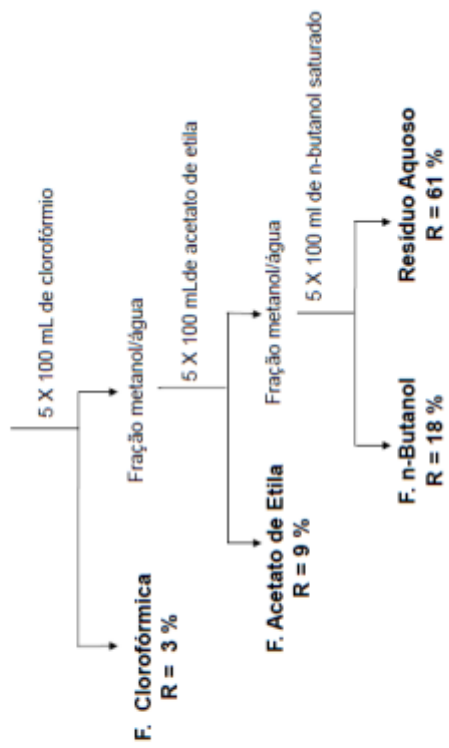 5 X 100 mL de clorofórmio
F. Clorofórmica
R = 3 %
Fração metanol/água
5 X 100 mLde acetato de etila
F. Acetato de Etila
R = 9 %
Fração metanol/água
5 X 100 ml de n-butanol saturado
F. n-Butanol
R = 18 %
Resíduo Aquoso
R = 61 %